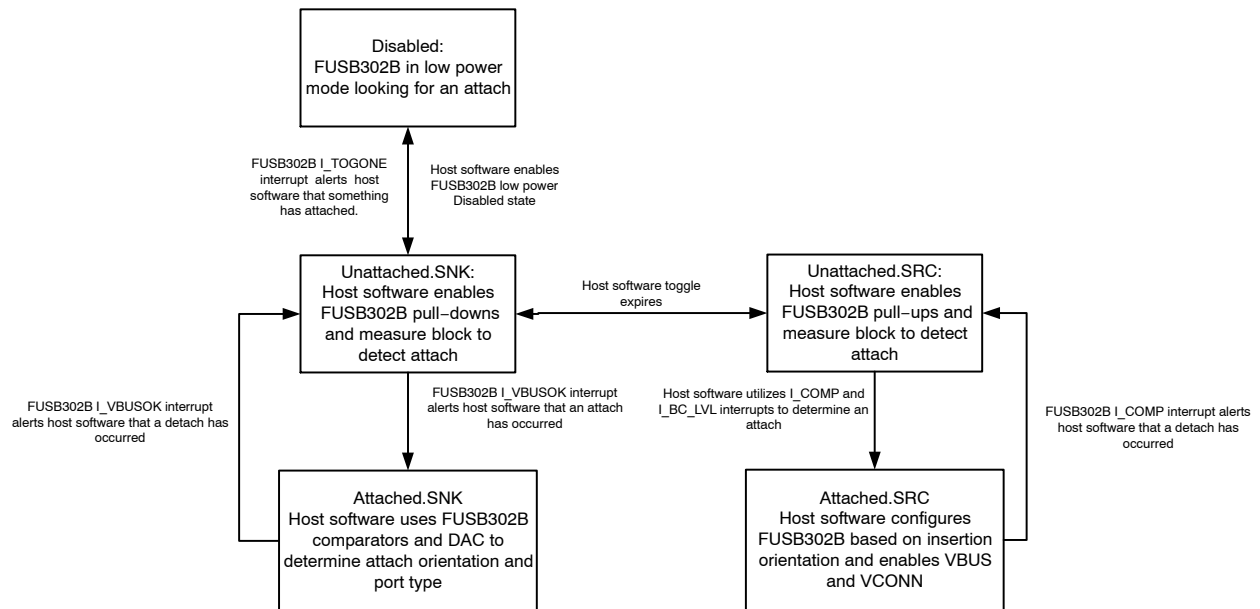 Disabled:
FUSB302B in low power
mode looking for an attach
FUSB302B I_TOGONE
interrupt alerts host
software that something
has attached.
Host software enables
FUSB302B low power
Disabled state
Unattached.SNK:
Host software enables
FUSB302B pull−downs
and measure block to
detect attach
Host software toggle
expires
Unattached.SRC:
Host software enables
FUSB302B pull−ups and
measure block to detect
attach
FUSB302B I_VBUSOK interrupt
alerts host software that a detach has
occurred
FUSB302B I_VBUSOK interrupt
alerts host software that an attach
has occurred
Host software utilizes I_COMP and
I_BC_LVL interrupts to determine an
attach
FUSB302B I_COMP interrupt alerts
host software that a detach has
occurred
Attached.SNK
Host software uses FUSB302B
comparators and DAC to
determine attach orientation and
port type
Attached.SRC
Host software configures
FUSB302B based on insertion
orientation and enables VBUS
and VCONN